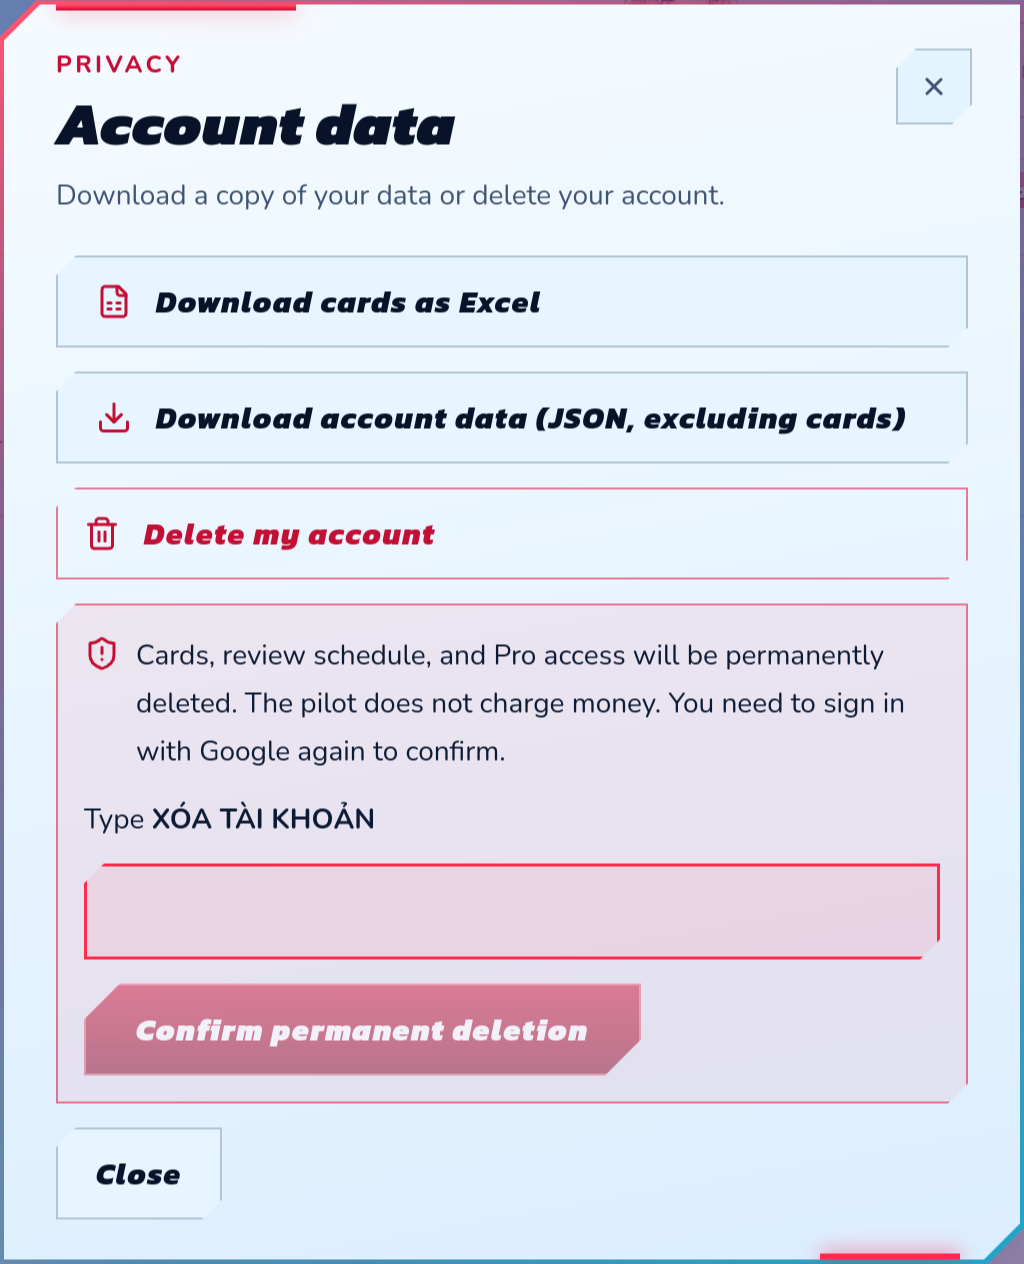 PRIVACY
Account data
Download a copy of your data or delete your account.
Download cards as Excel
Download account data (JSON, excluding cards)
Delete my account
Cards, review schedule, and Pro access will be permanently
deleted. The pilot does not charge money. You need to sign in
with Google again to confirm.
Type XÓA TÀI KHOẢN
Confirm permanent deletion
Close